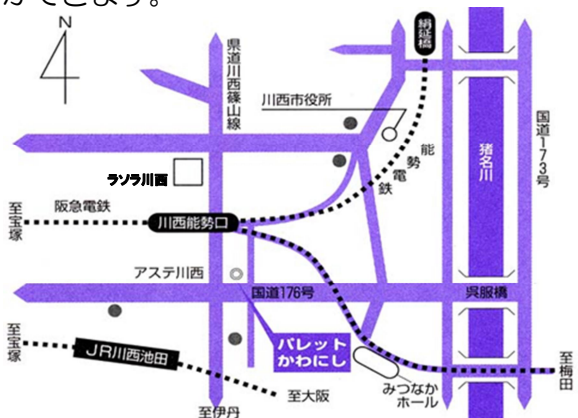 ができます。
N
県道川西篠山線
絹延橋
川西市役所
国道173号
猪名川
能勢電鉄
ラソラ川西
至宝塚
阪急電鉄
川西能勢口
アステ川西
国道176号
呉服橋
パレット
かわにし
至宝塚
JR川西池田
みつなか
ホール
至梅田
至大阪
至伊丹